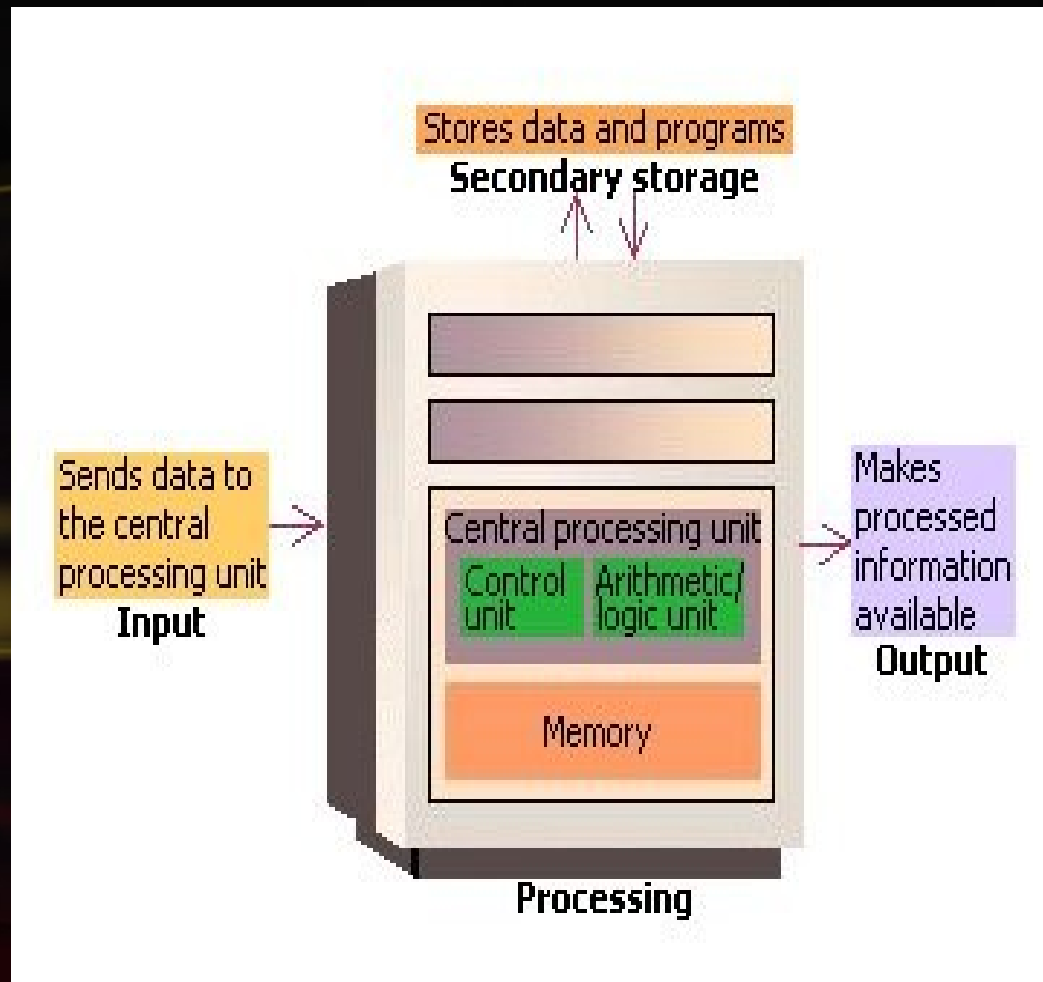 Stores data and programs
Secondary storage
Sends data to
the central
processing unit
Input
Central processing unit
Control
unit
Arithmetic/
logic unit
Memory
Makes
processed
information
available
Output
Processing